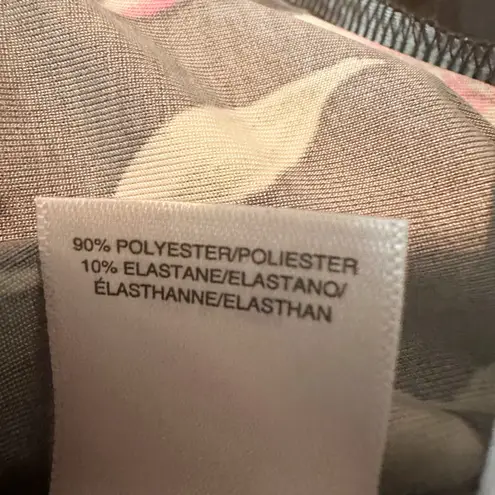 90% POLYESTER/POLIESTER
10% ELASTANE/ELASTANO/
ÉLASTHANNE/ELASTHAN